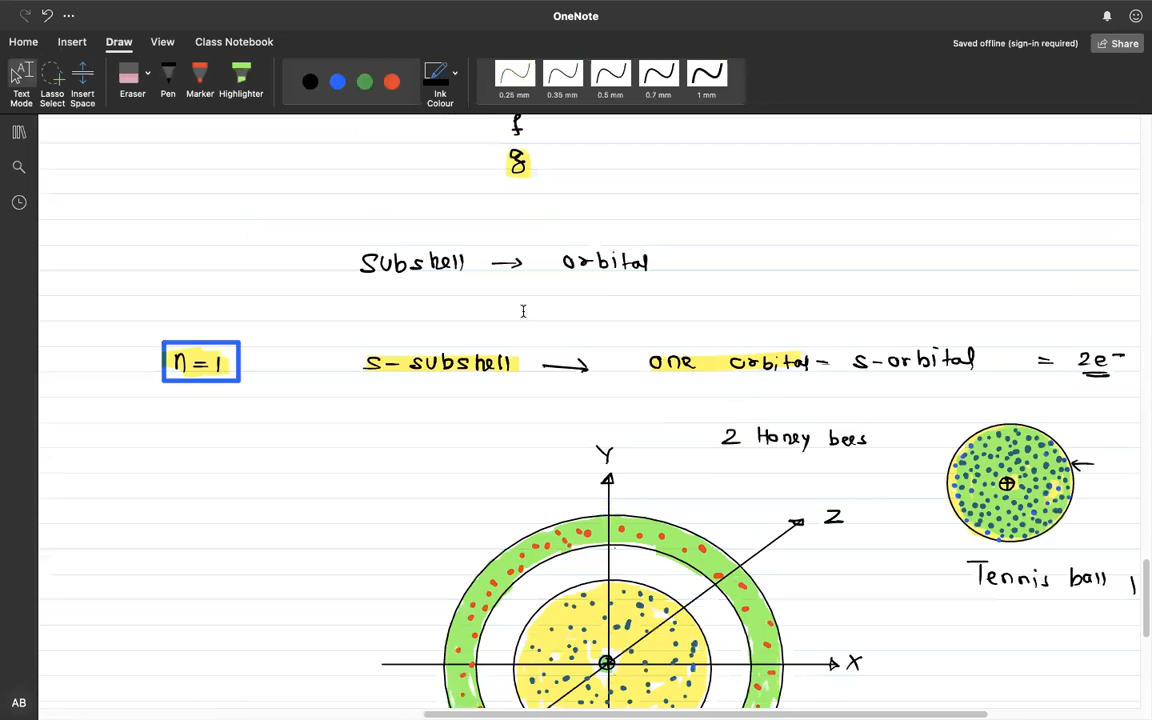 OneNote
Home Insert Draw View Class Notebook
Saved offline (sign-in required) Share
Text Mode
Lasso Select
Insert Space
Eraser
Pen
Marker
Highlighter
Ink Colour
0.25 mm
0.35 mm
0.5 mm
0.7 mm
1 mm
f
g
Subshell → orbital
n = 1 s - subshell → one orbital - s-orbital = 2e⁻
2 Honey bees
Y
Z
Tennis ball
X
AB